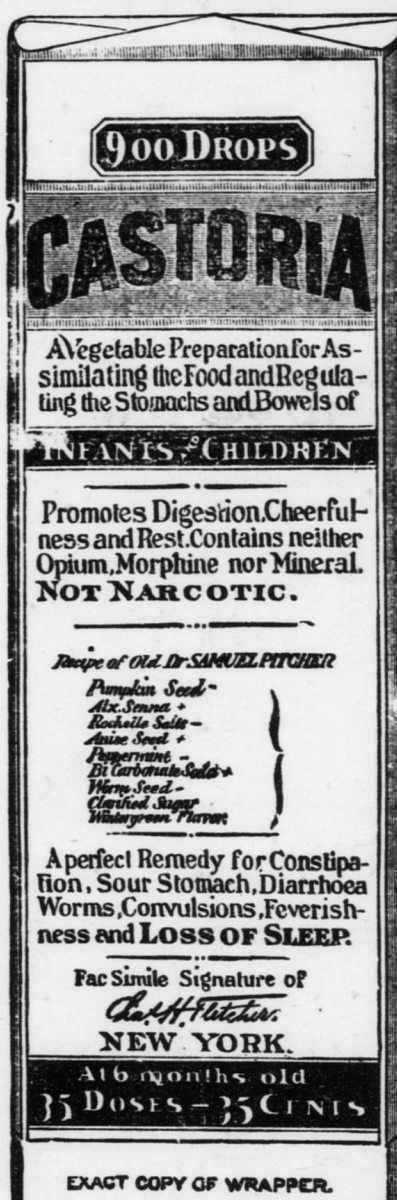 900 DROPS
CASTORIA
A Vegetable Preparation for As-
similating the Food and Regula-
ting the Stomachs and Bowels of
INFANTS & CHILDREN
Promotes Digestion, Cheerful-
ness and Rest. Contains neither
Opium, Morphine nor Mineral.
NOT NARCOTIC.
Recipe of Old Dr SAMUEL PITCHER
Pumpkin Seed -
Alx. Senna +
Rochelle Salts -
Anise Seed +
Peppermint -
Bi Carbonate Soda +
Worm Seed -
Clarified Sugar
Wintergreen Flavor
A perfect Remedy for Constipa-
tion, Sour Stomach, Diarrhoea
Worms, Convulsions, Feverish-
ness and LOSS OF SLEEP.
Fac Simile Signature of
Chas. H. Fletcher.
NEW YORK.
At 6 months old
35 DOSES - 35 CENTS
EXACT COPY OF WRAPPER.